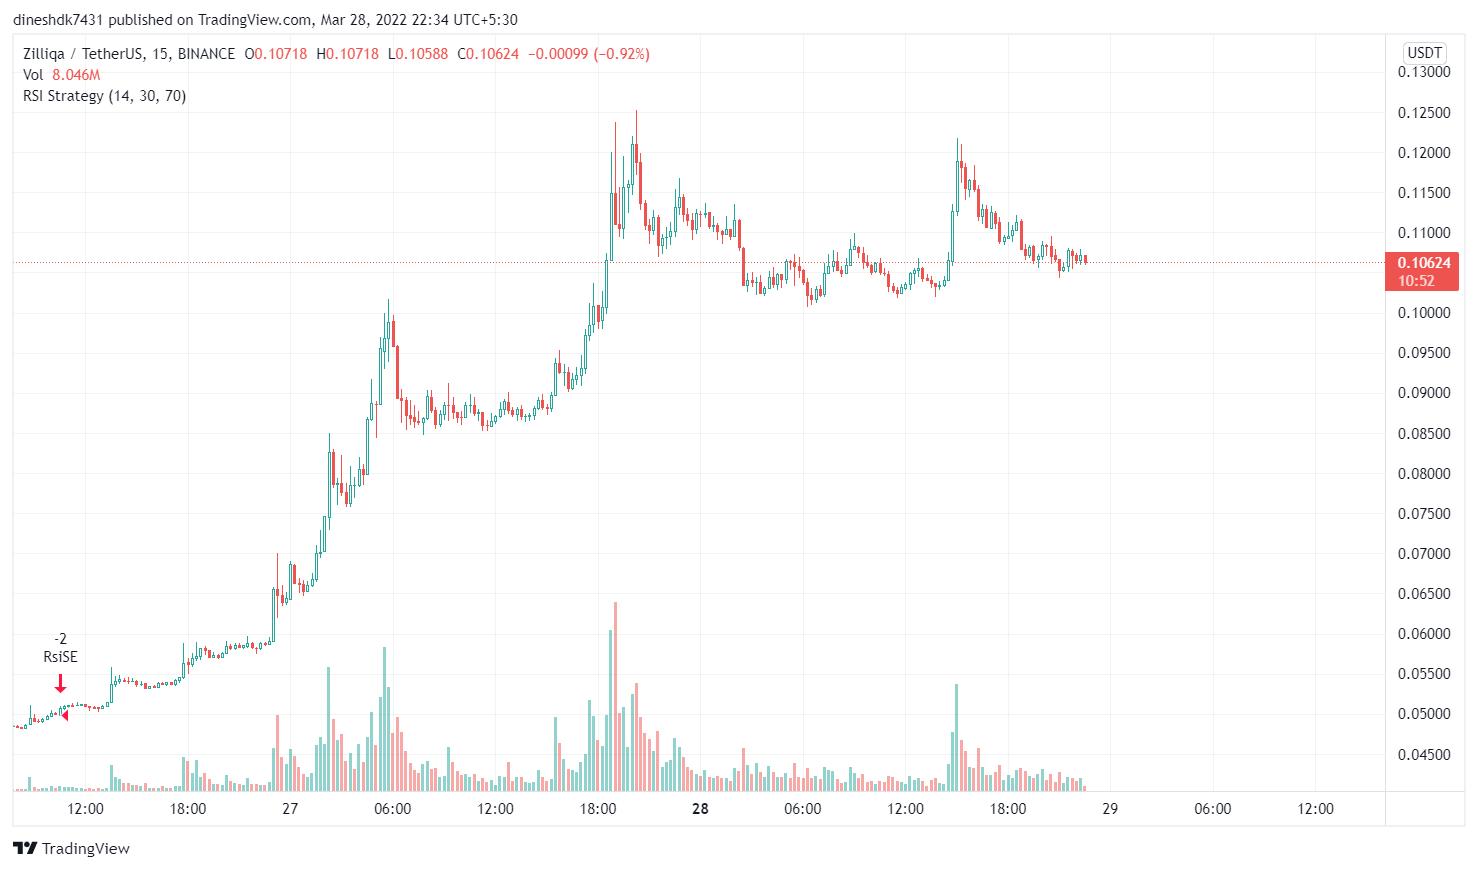 dineshdk7431 published on TradingView.com, Mar 28, 2022 22:34 UTC+5:30
Zilliqa / TetherUS, 15, BINANCE O0.10718 H0.10718 L0.10588 C0.10624 −0.00099 (−0.92%)
Vol 8.046M
RSI Strategy (14, 30, 70)
USDT
0.13000
0.12500
0.12000
0.11500
0.11000
0.10624
10:52
0.10000
0.09500
0.09000
0.08500
0.08000
0.07500
0.07000
0.06500
0.06000
0.05500
0.05000
0.04500
-2
RsiSE
12:00 18:00 27 06:00 12:00 18:00 28 06:00 12:00 18:00 29 06:00 12:00
TradingView